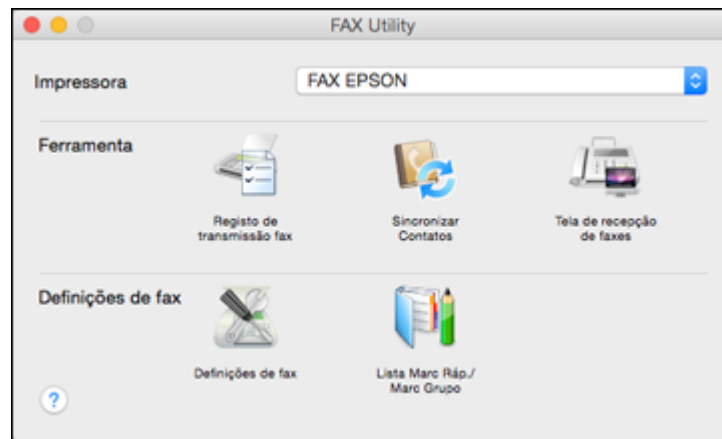 FAX Utility
Impressora
FAX EPSON
Ferramenta
Registo de
transmissão fax
Sincronizar
Contatos
Tela de recepção
de faxes
Definições de fax
Definições de fax
Lista Marc Ráp./
Marc Grupo
?